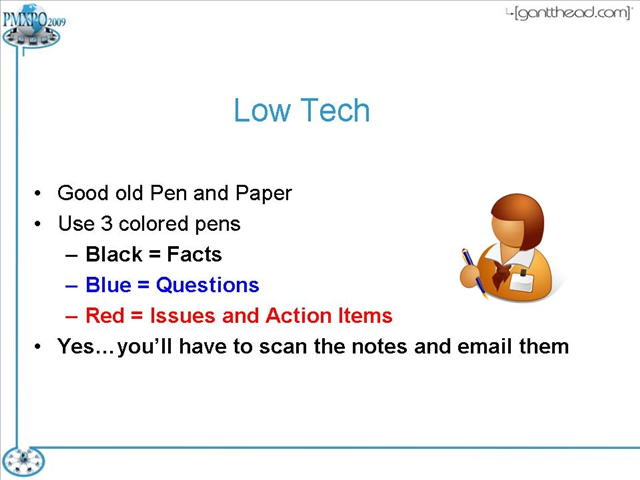 PMXPO 2009
[gantthead.com]
Low Tech
• Good old Pen and Paper
• Use 3 colored pens
– Black = Facts
– Blue = Questions
– Red = Issues and Action Items
• Yes…you’ll have to scan the notes and email them